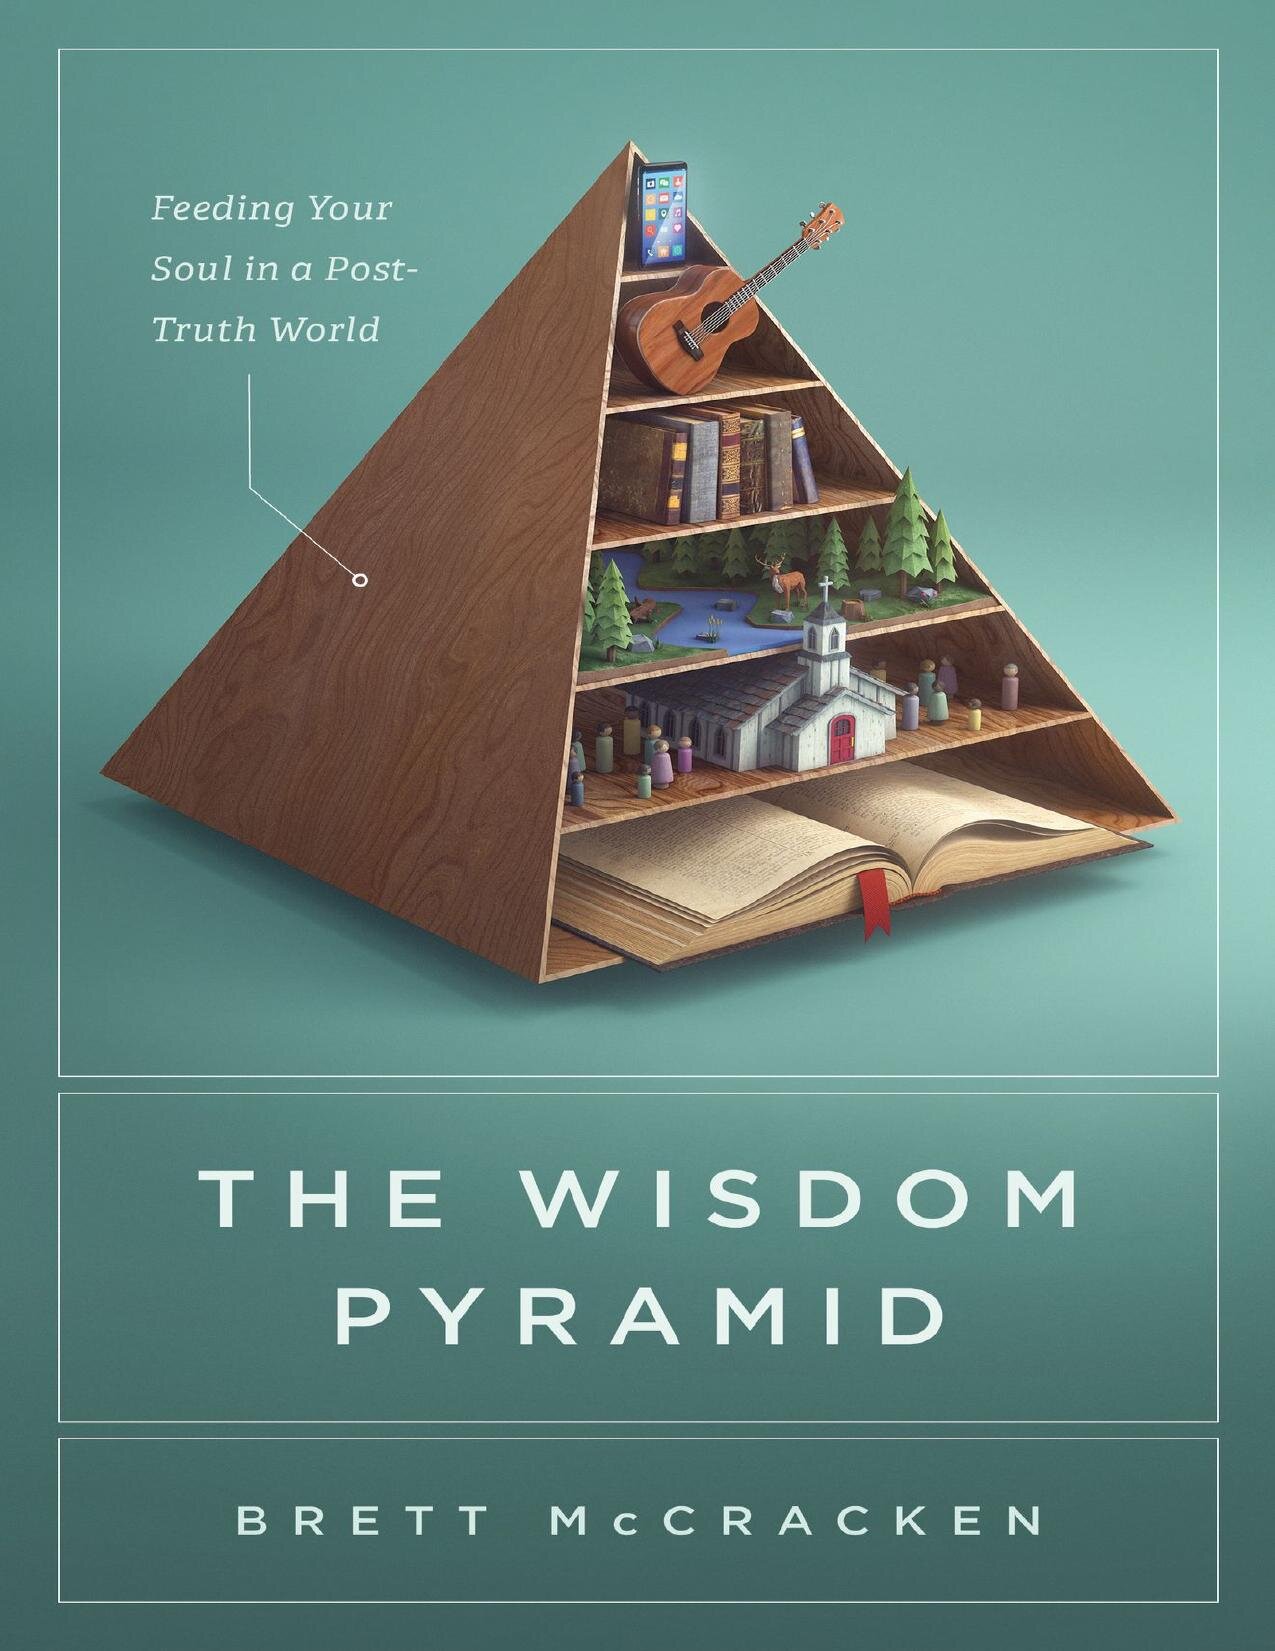 Feeding Your
Soul in a Post-
Truth World
THE WISDOM
PYRAMID
BRETT McCRACKEN